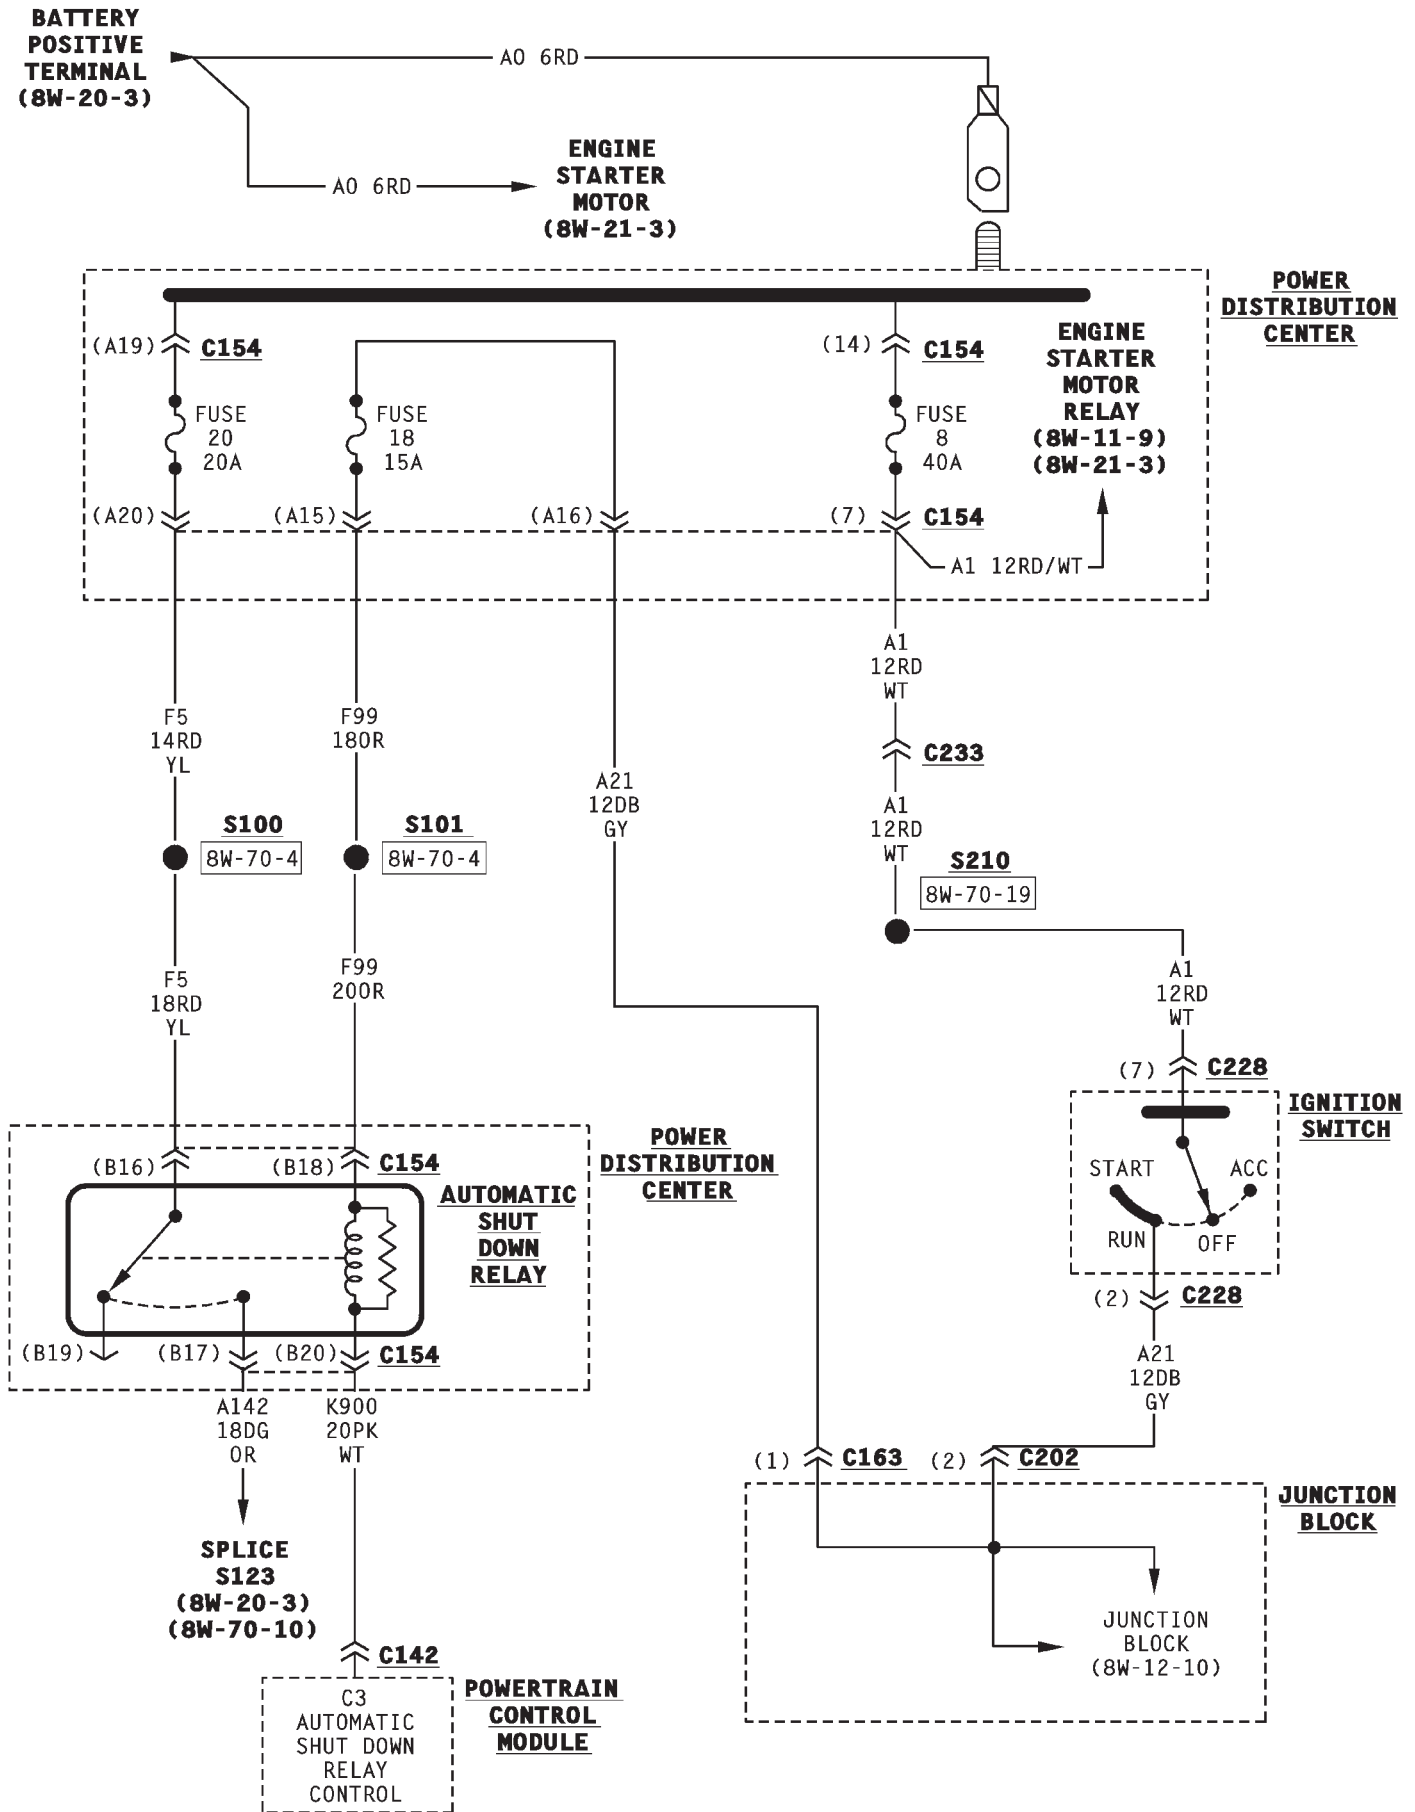 BATTERY
POSITIVE
TERMINAL
(8W-20-3)
A0 6RD
A0 6RD
ENGINE
STARTER
MOTOR
(8W-21-3)
POWER
DISTRIBUTION
CENTER
(A19)
C154
FUSE
20
20A
(A20)
FUSE
18
15A
(A15)
(A16)
(14)
C154
FUSE
8
40A
(7)
C154
ENGINE
STARTER
MOTOR
RELAY
(8W-11-9)
(8W-21-3)
A1 12RD/WT
F5
14RD
YL
F99
18OR
A21
12DB
GY
A1
12RD
WT
C233
A1
12RD
WT
S100
8W-70-4
S101
8W-70-4
S210
8W-70-19
F5
18RD
YL
F99
20OR
A1
12RD
WT
(7)
C228
IGNITION
SWITCH
START
ACC
RUN
OFF
(2)
C228
A21
12DB
GY
(B16)
(B18)
C154
POWER
DISTRIBUTION
CENTER
AUTOMATIC
SHUT
DOWN
RELAY
(B19)
(B17)
(B20)
C154
A142
18DG
OR
K900
20PK
WT
SPLICE
S123
(8W-20-3)
(8W-70-10)
(1)
C163
(2)
C202
JUNCTION
BLOCK
JUNCTION
BLOCK
(8W-12-10)
C142
C3
AUTOMATIC
SHUT DOWN
RELAY
CONTROL
POWERTRAIN
CONTROL
MODULE